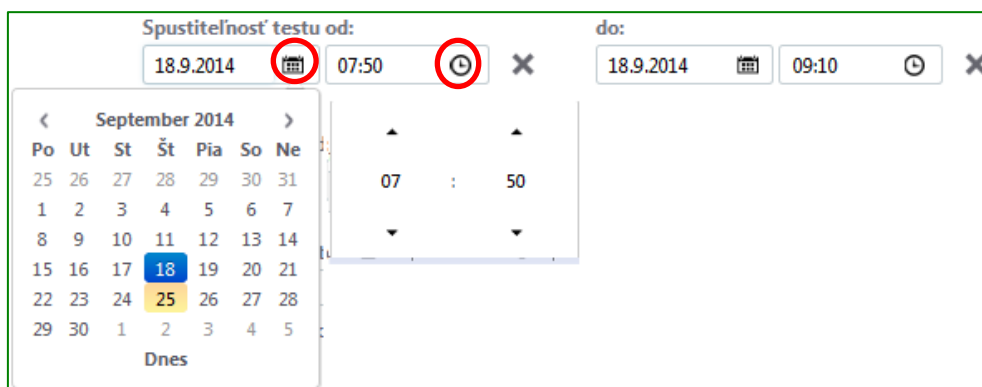 Spustiteľnosť testu od: do:
18.9.2014 07:50 18.9.2014 09:10
September 2014
Po Ut St Št Pia So Ne
25 26 27 28 29 30 31
1 2 3 4 5 6 7
8 9 10 11 12 13 14
15 16 17 18 19 20 21
22 23 24 25 26 27 28
29 30 1 2 3 4 5
Dnes
07 : 50